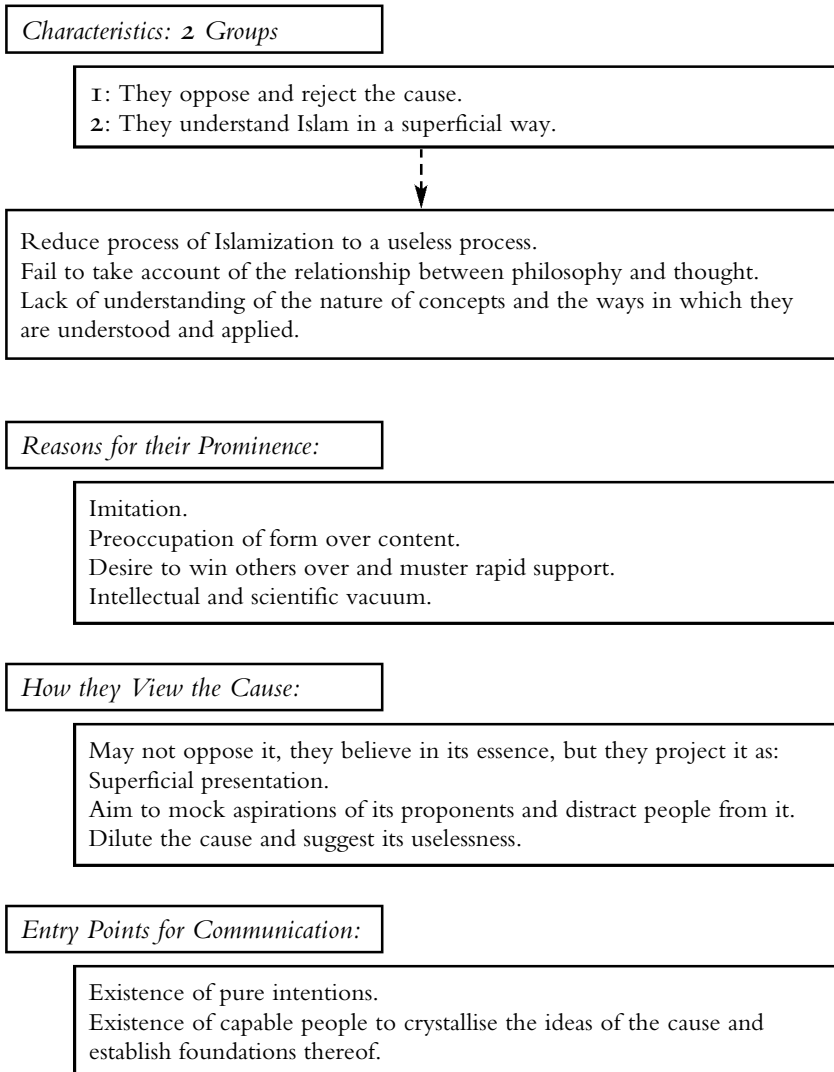 Characteristics: 2 Groups
1: They oppose and reject the cause.
2: They understand Islam in a superficial way.
Reduce process of Islamization to a useless process.
Fail to take account of the relationship between philosophy and thought.
Lack of understanding of the nature of concepts and the ways in which they
are understood and applied.
Reasons for their Prominence:
Imitation.
Preoccupation of form over content.
Desire to win others over and muster rapid support.
Intellectual and scientific vacuum.
How they View the Cause:
May not oppose it, they believe in its essence, but they project it as:
Superficial presentation.
Aim to mock aspirations of its proponents and distract people from it.
Dilute the cause and suggest its uselessness.
Entry Points for Communication:
Existence of pure intentions.
Existence of capable people to crystallise the ideas of the cause and
establish foundations thereof.